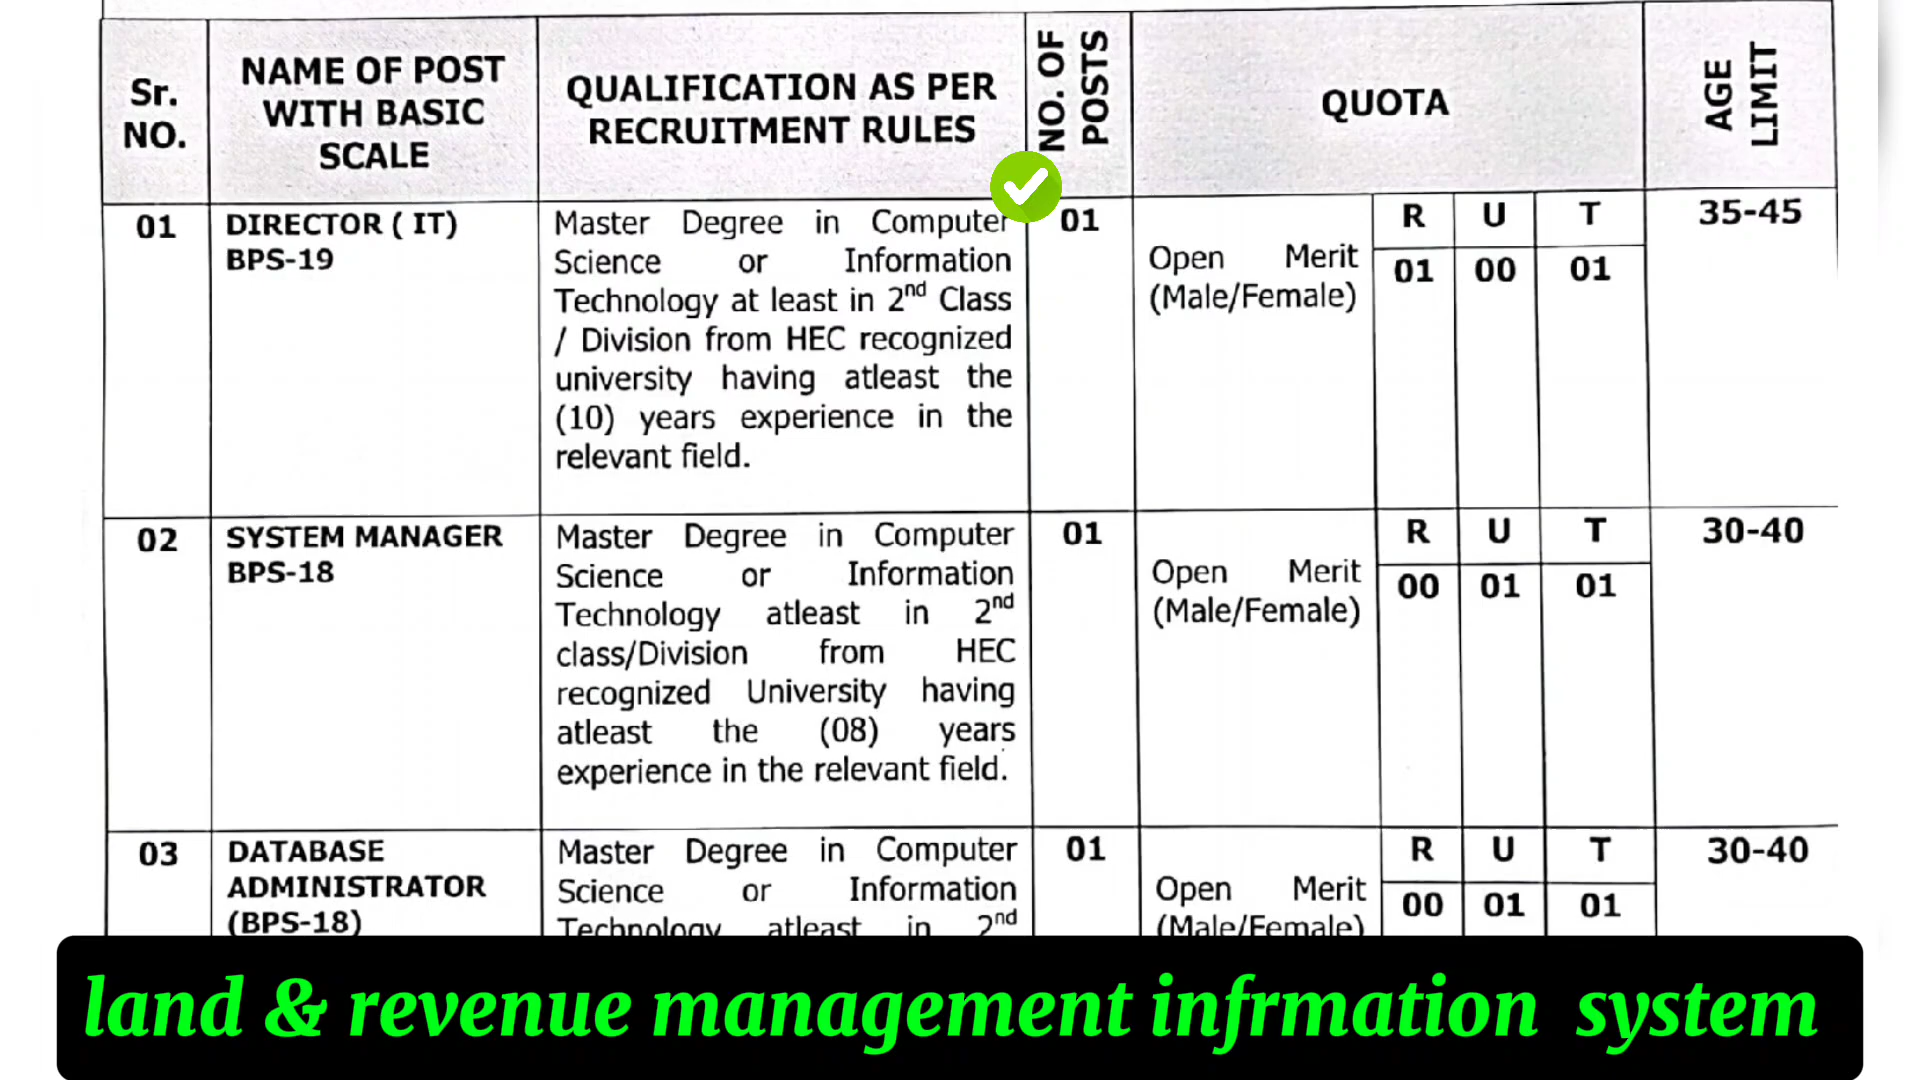 Sr. NO.
NAME OF POST WITH BASIC SCALE
QUALIFICATION AS PER RECRUITMENT RULES
NO. OF POSTS
QUOTA
AGE LIMIT
01
DIRECTOR ( IT)
BPS-19
Master Degree in Computer
Science or Information
Technology at least in 2nd Class
/ Division from HEC recognized
university having atleast the
(10) years experience in the
relevant field.
01
Open Merit
(Male/Female)
R U T
01 00 01
35-45
02
SYSTEM MANAGER
BPS-18
Master Degree in Computer
Science or Information
Technology atleast in 2nd
class/Division from HEC
recognized University having
atleast the (08) years
experience in the relevant field.
01
Open Merit
(Male/Female)
R U T
00 01 01
30-40
03
DATABASE
ADMINISTRATOR
(BPS-18)
Master Degree in Computer
Science or Information
Technology atleast in 2nd
01
Open Merit
(Male/Female)
R U T
00 01 01
30-40
land & revenue management infrmation system